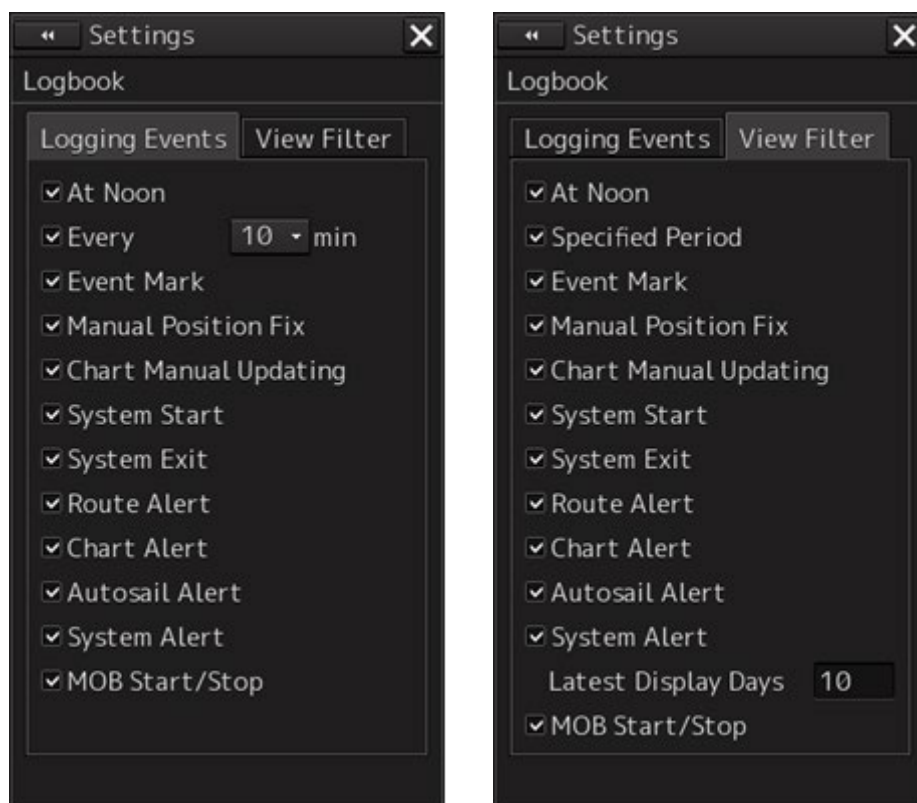 Settings
Logbook
Logging Events View Filter
At Noon
Every 10 min
Event Mark
Manual Position Fix
Chart Manual Updating
System Start
System Exit
Route Alert
Chart Alert
Autosail Alert
System Alert
MOB Start/Stop
Settings
Logbook
Logging Events View Filter
At Noon
Specified Period
Event Mark
Manual Position Fix
Chart Manual Updating
System Start
System Exit
Route Alert
Chart Alert
Autosail Alert
System Alert
Latest Display Days 10
MOB Start/Stop